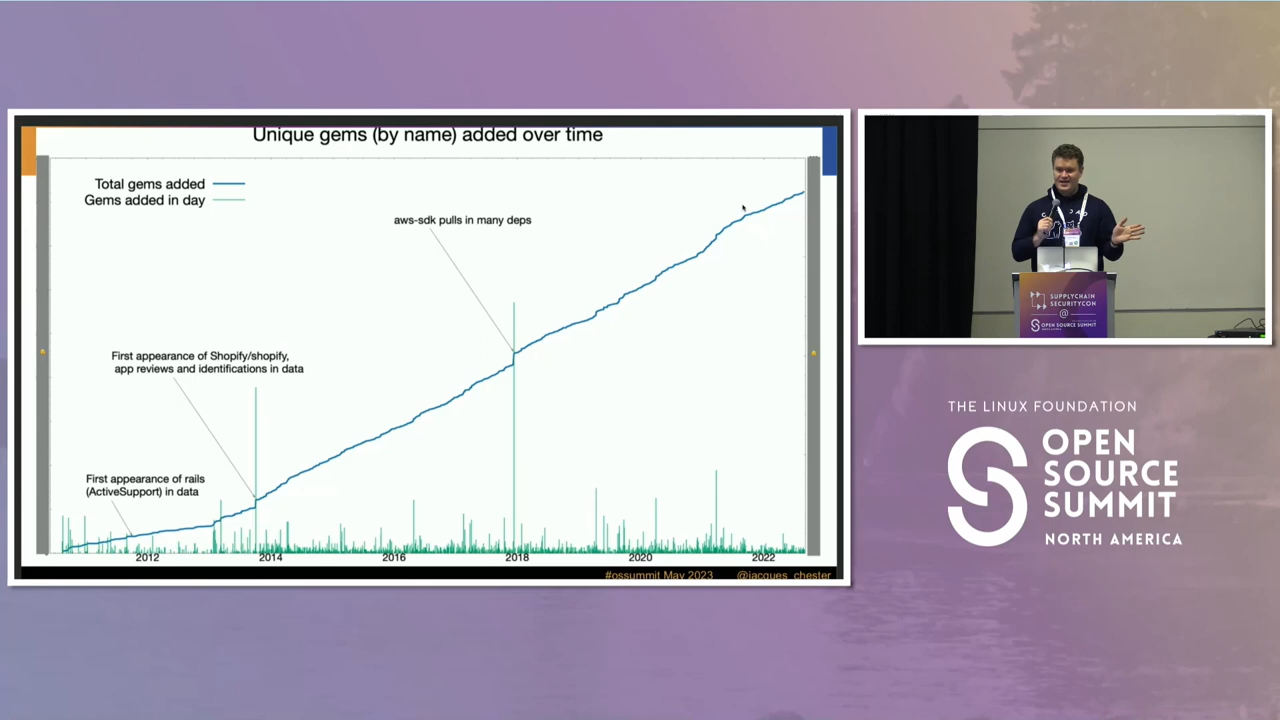 Unique gems (by name) added over time
Total gems added
Gems added in day
aws-sdk pulls in many deps
First appearance of Shopify/shopify,
app reviews and identifications in data
First appearance of rails
(ActiveSupport) in data
2012
2014
2016
2018
2020
2022
#ossummit May 2023
@jacques_chester
SUPPLYCHAIN
SECURITYCON
@
OPEN SOURCE SUMMIT
THE LINUX FOUNDATION
OPEN
SOURCE
SUMMIT
NORTH AMERICA